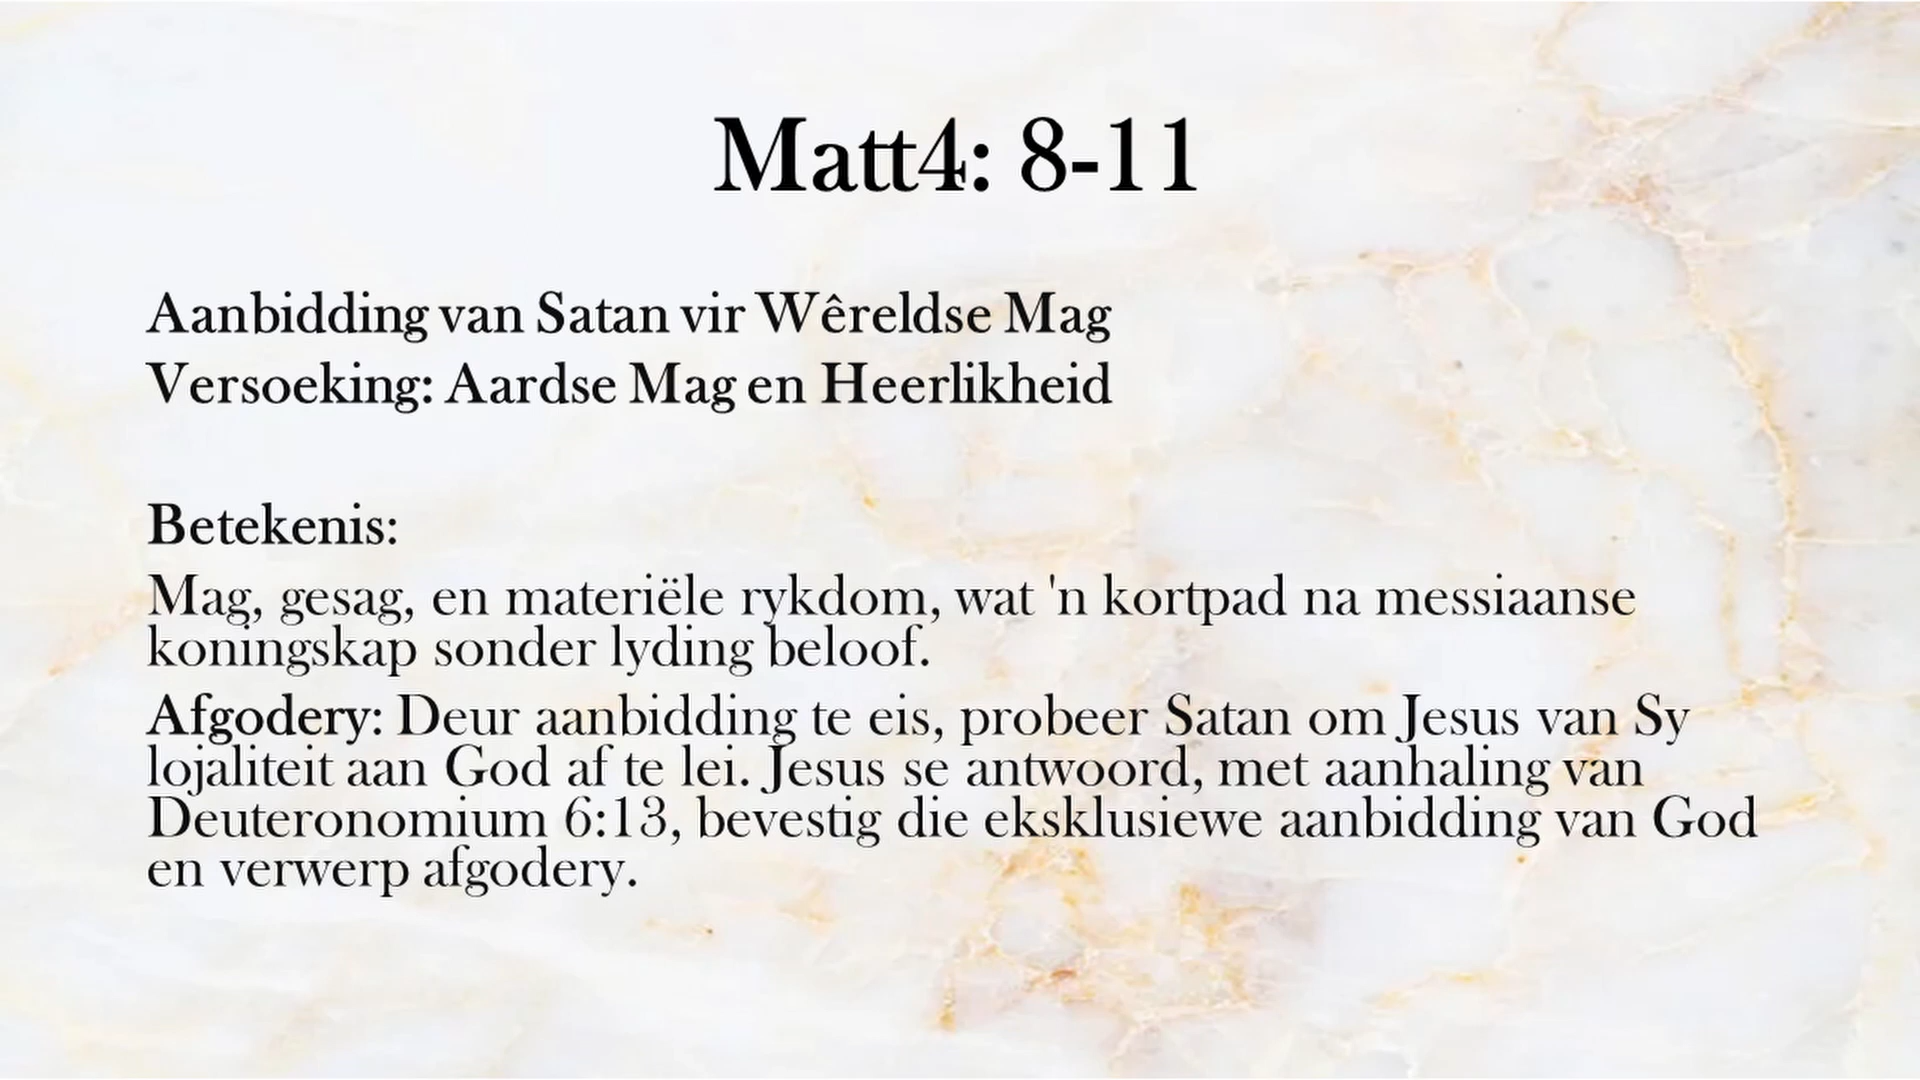 Matt4: 8-11
Aanbidding van Satan vir Wêreldse Mag
Versoeking: Aardse Mag en Heerlikheid
Betekenis:
Mag, gesag, en materiële rykdom, wat 'n kortpad na messiaanse
koningskap sonder lyding beloof.
Afgodery: Deur aanbidding te eis, probeer Satan om Jesus van Sy
lojaliteit aan God af te lei. Jesus se antwoord, met aanhaling van
Deuteronomium 6:13, bevestig die eksklusiewe aanbidding van God
en verwerp afgodery.